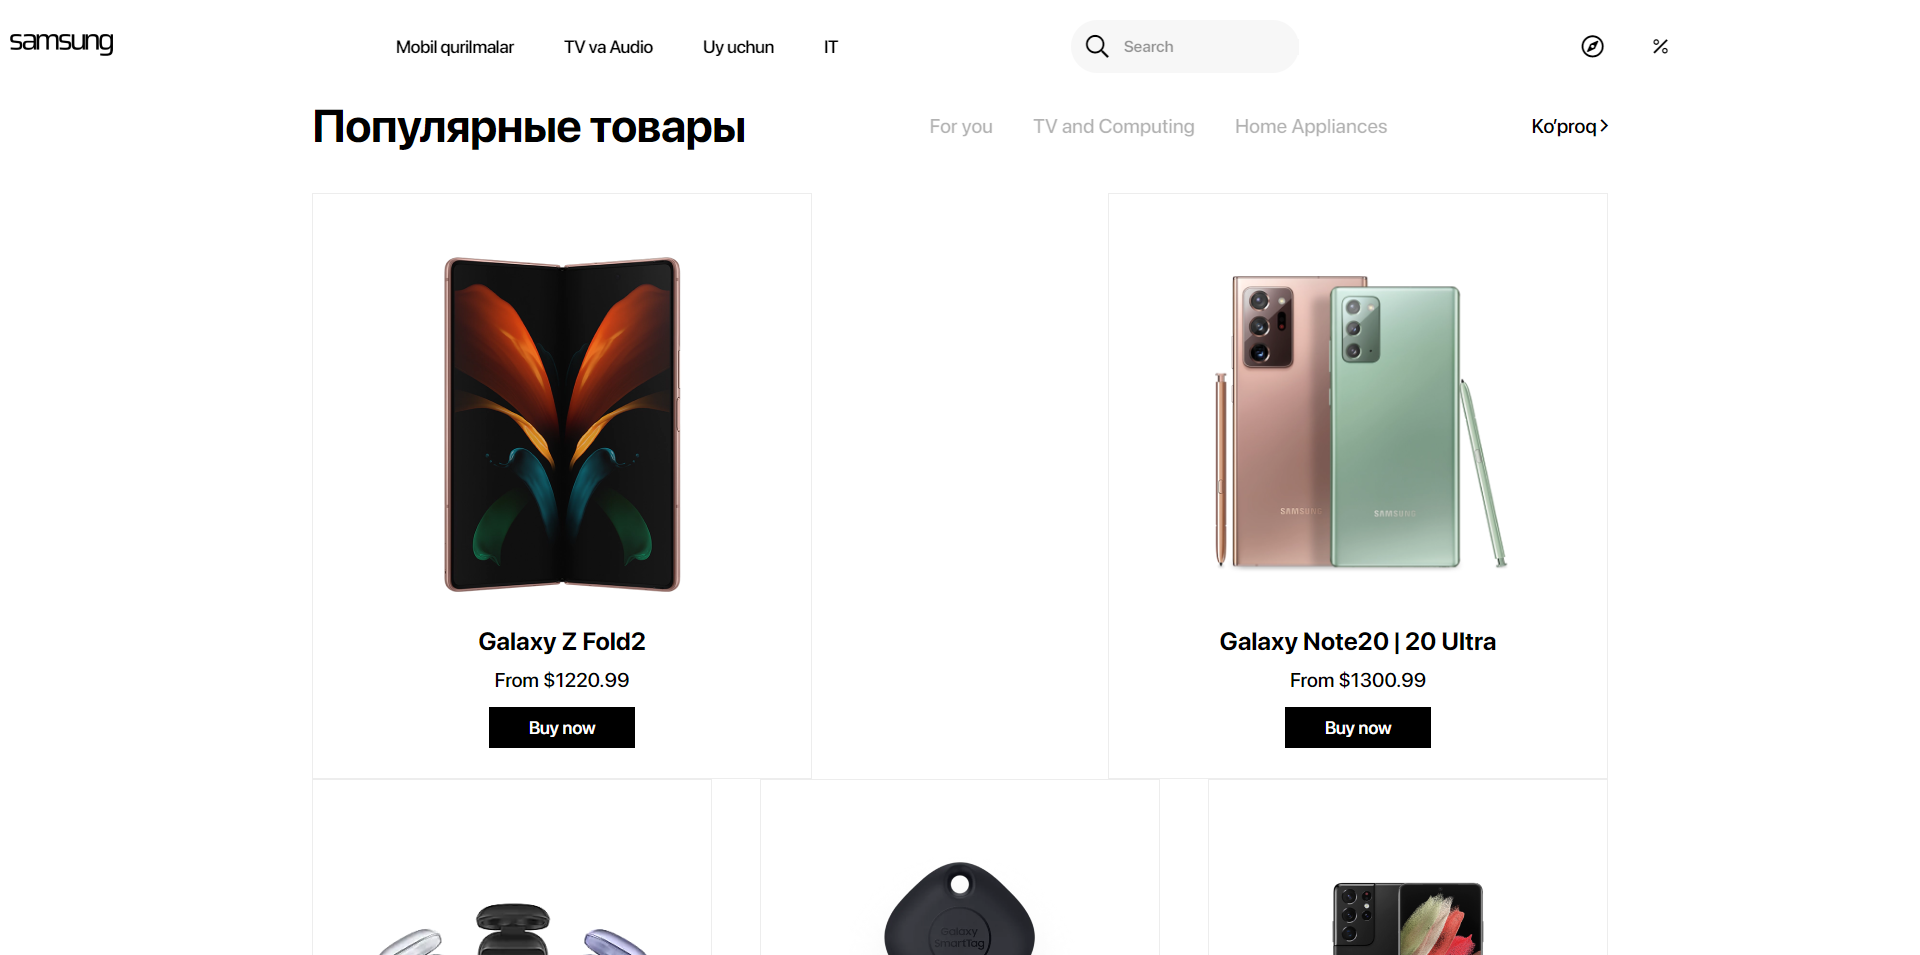 samsung
Mobil qurilmalar TV va Audio Uy uchun IT Search
Популярные товары For you TV and Computing Home Appliances Ko’proq
SAMSUNG SAMSUNG
Galaxy Z Fold2 Galaxy Note20 | 20 Ultra
From $1220.99 From $1300.99
Buy now Buy now
Galaxy
SmartTag